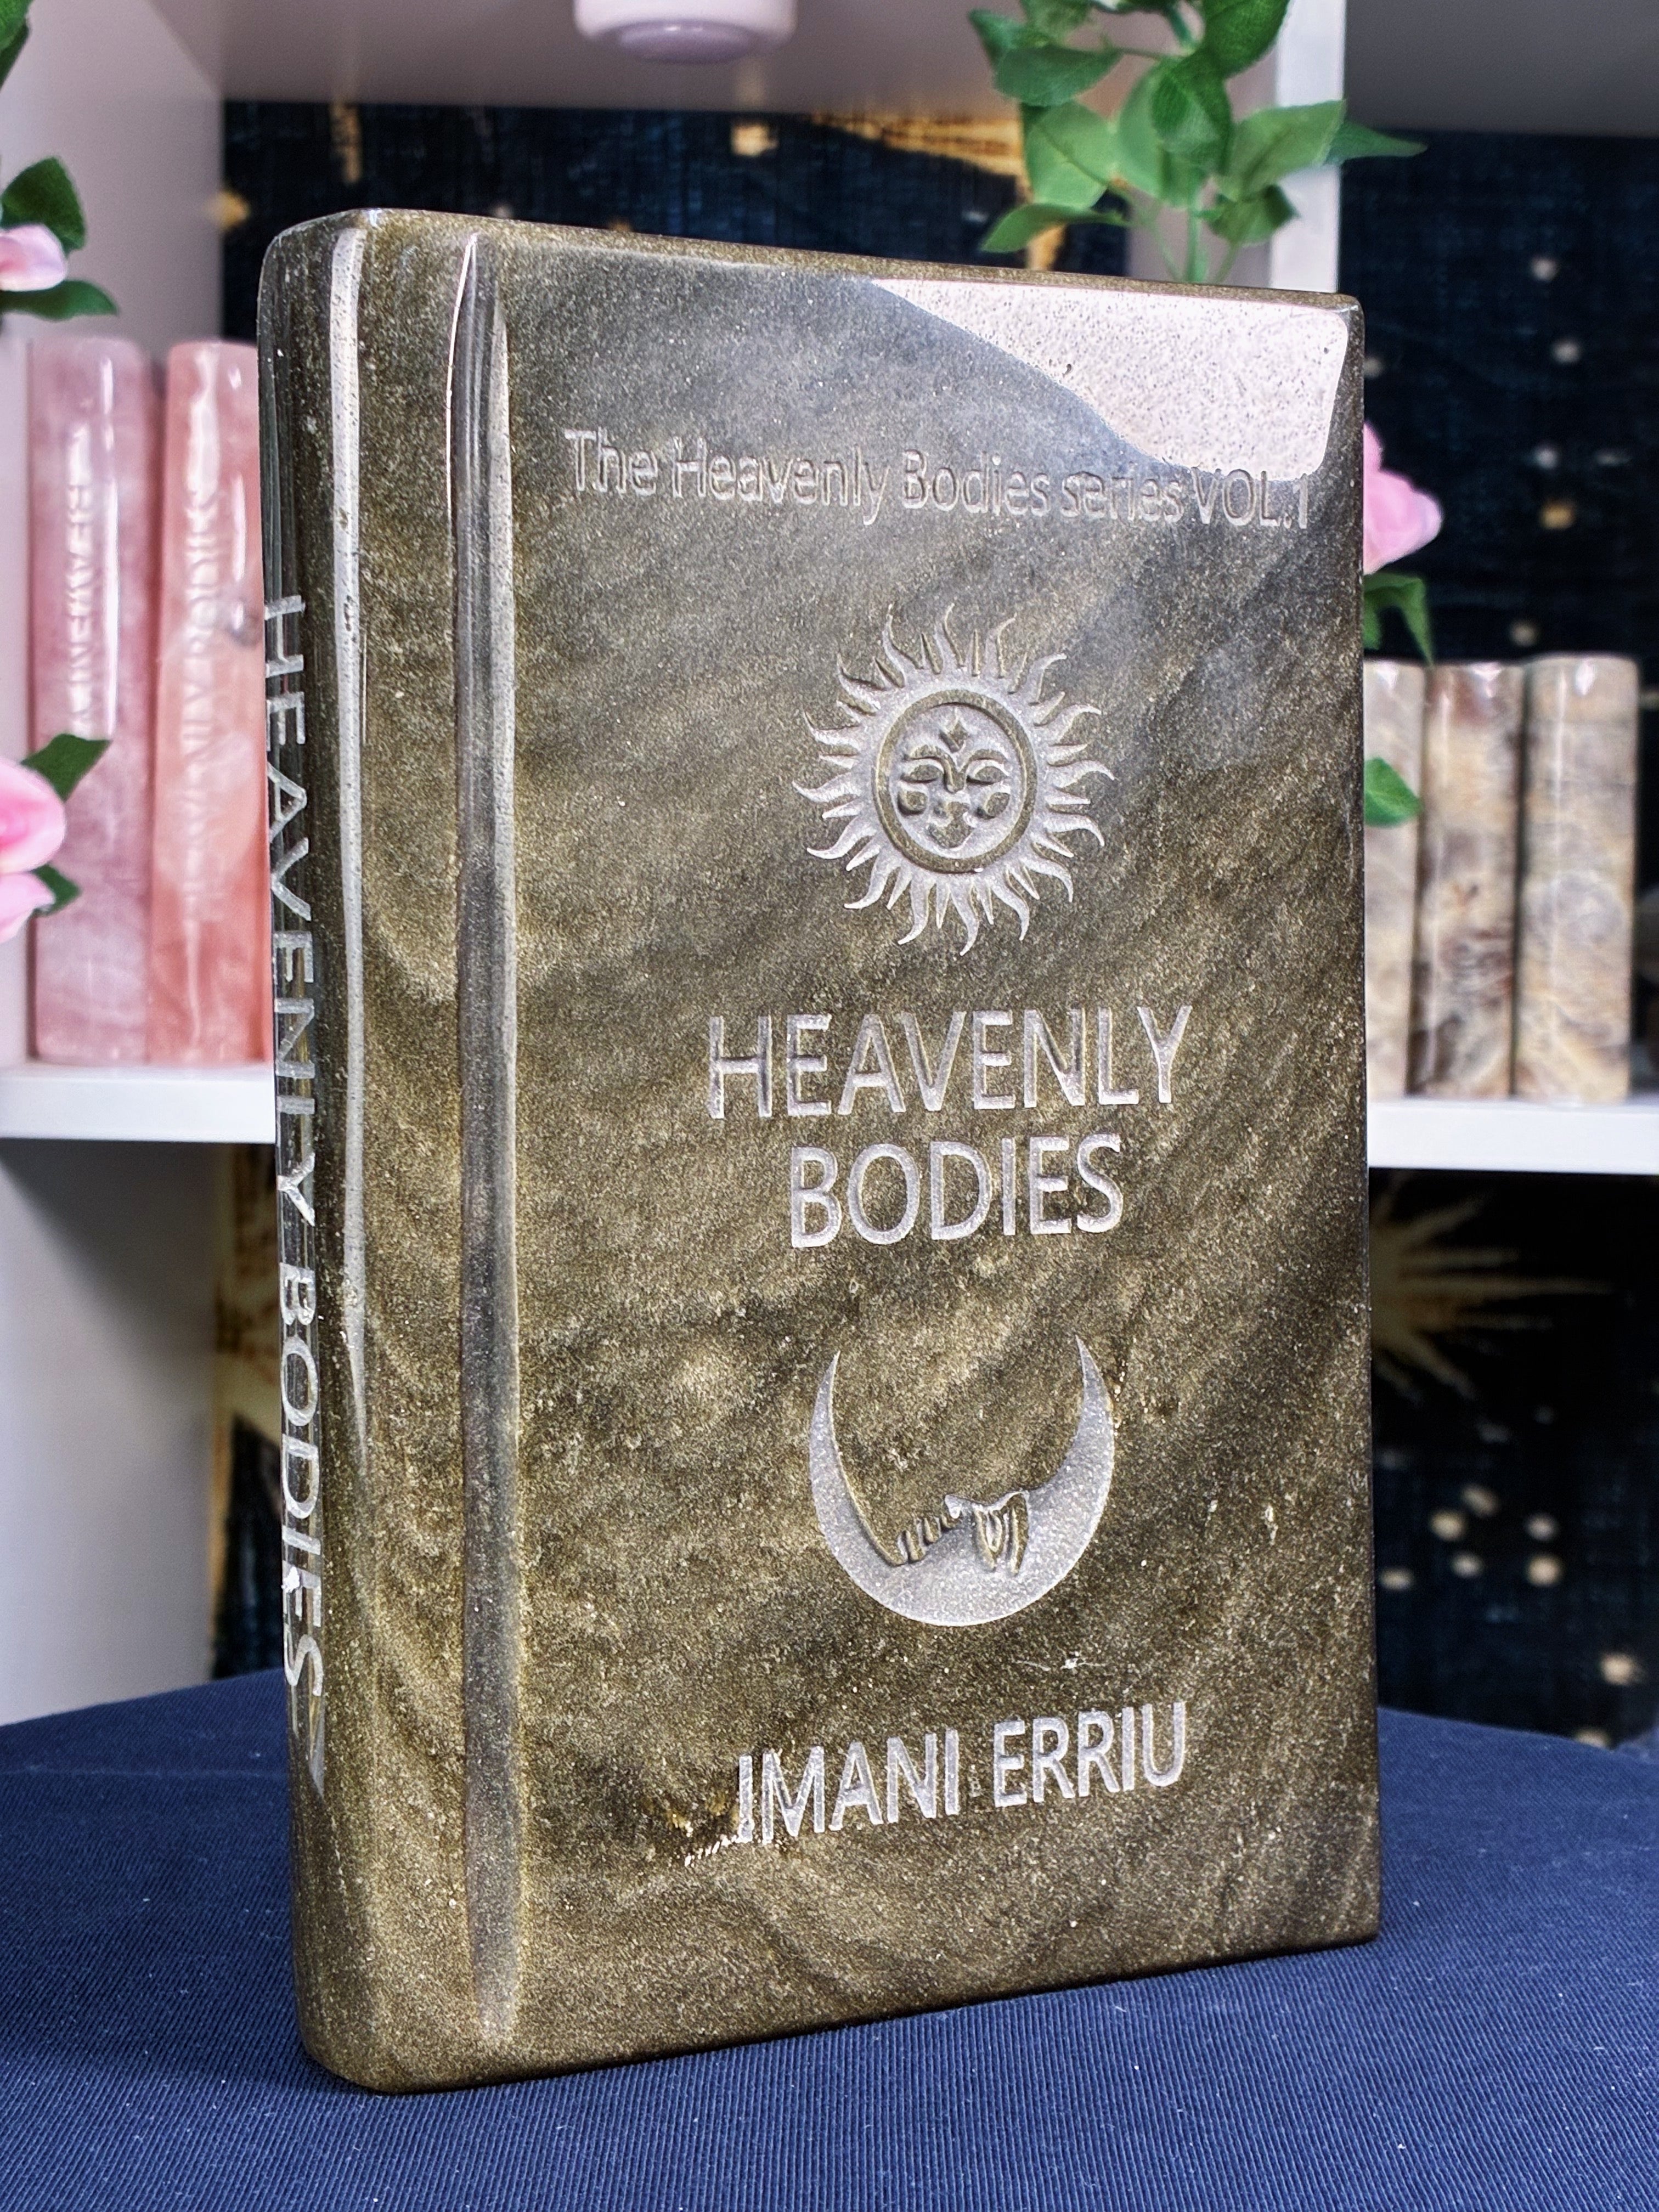 The Heavenly Bodies series VOL.1
HEAVENLY
BODIES
IMANI ERRIU
HEAVENLY BODIES